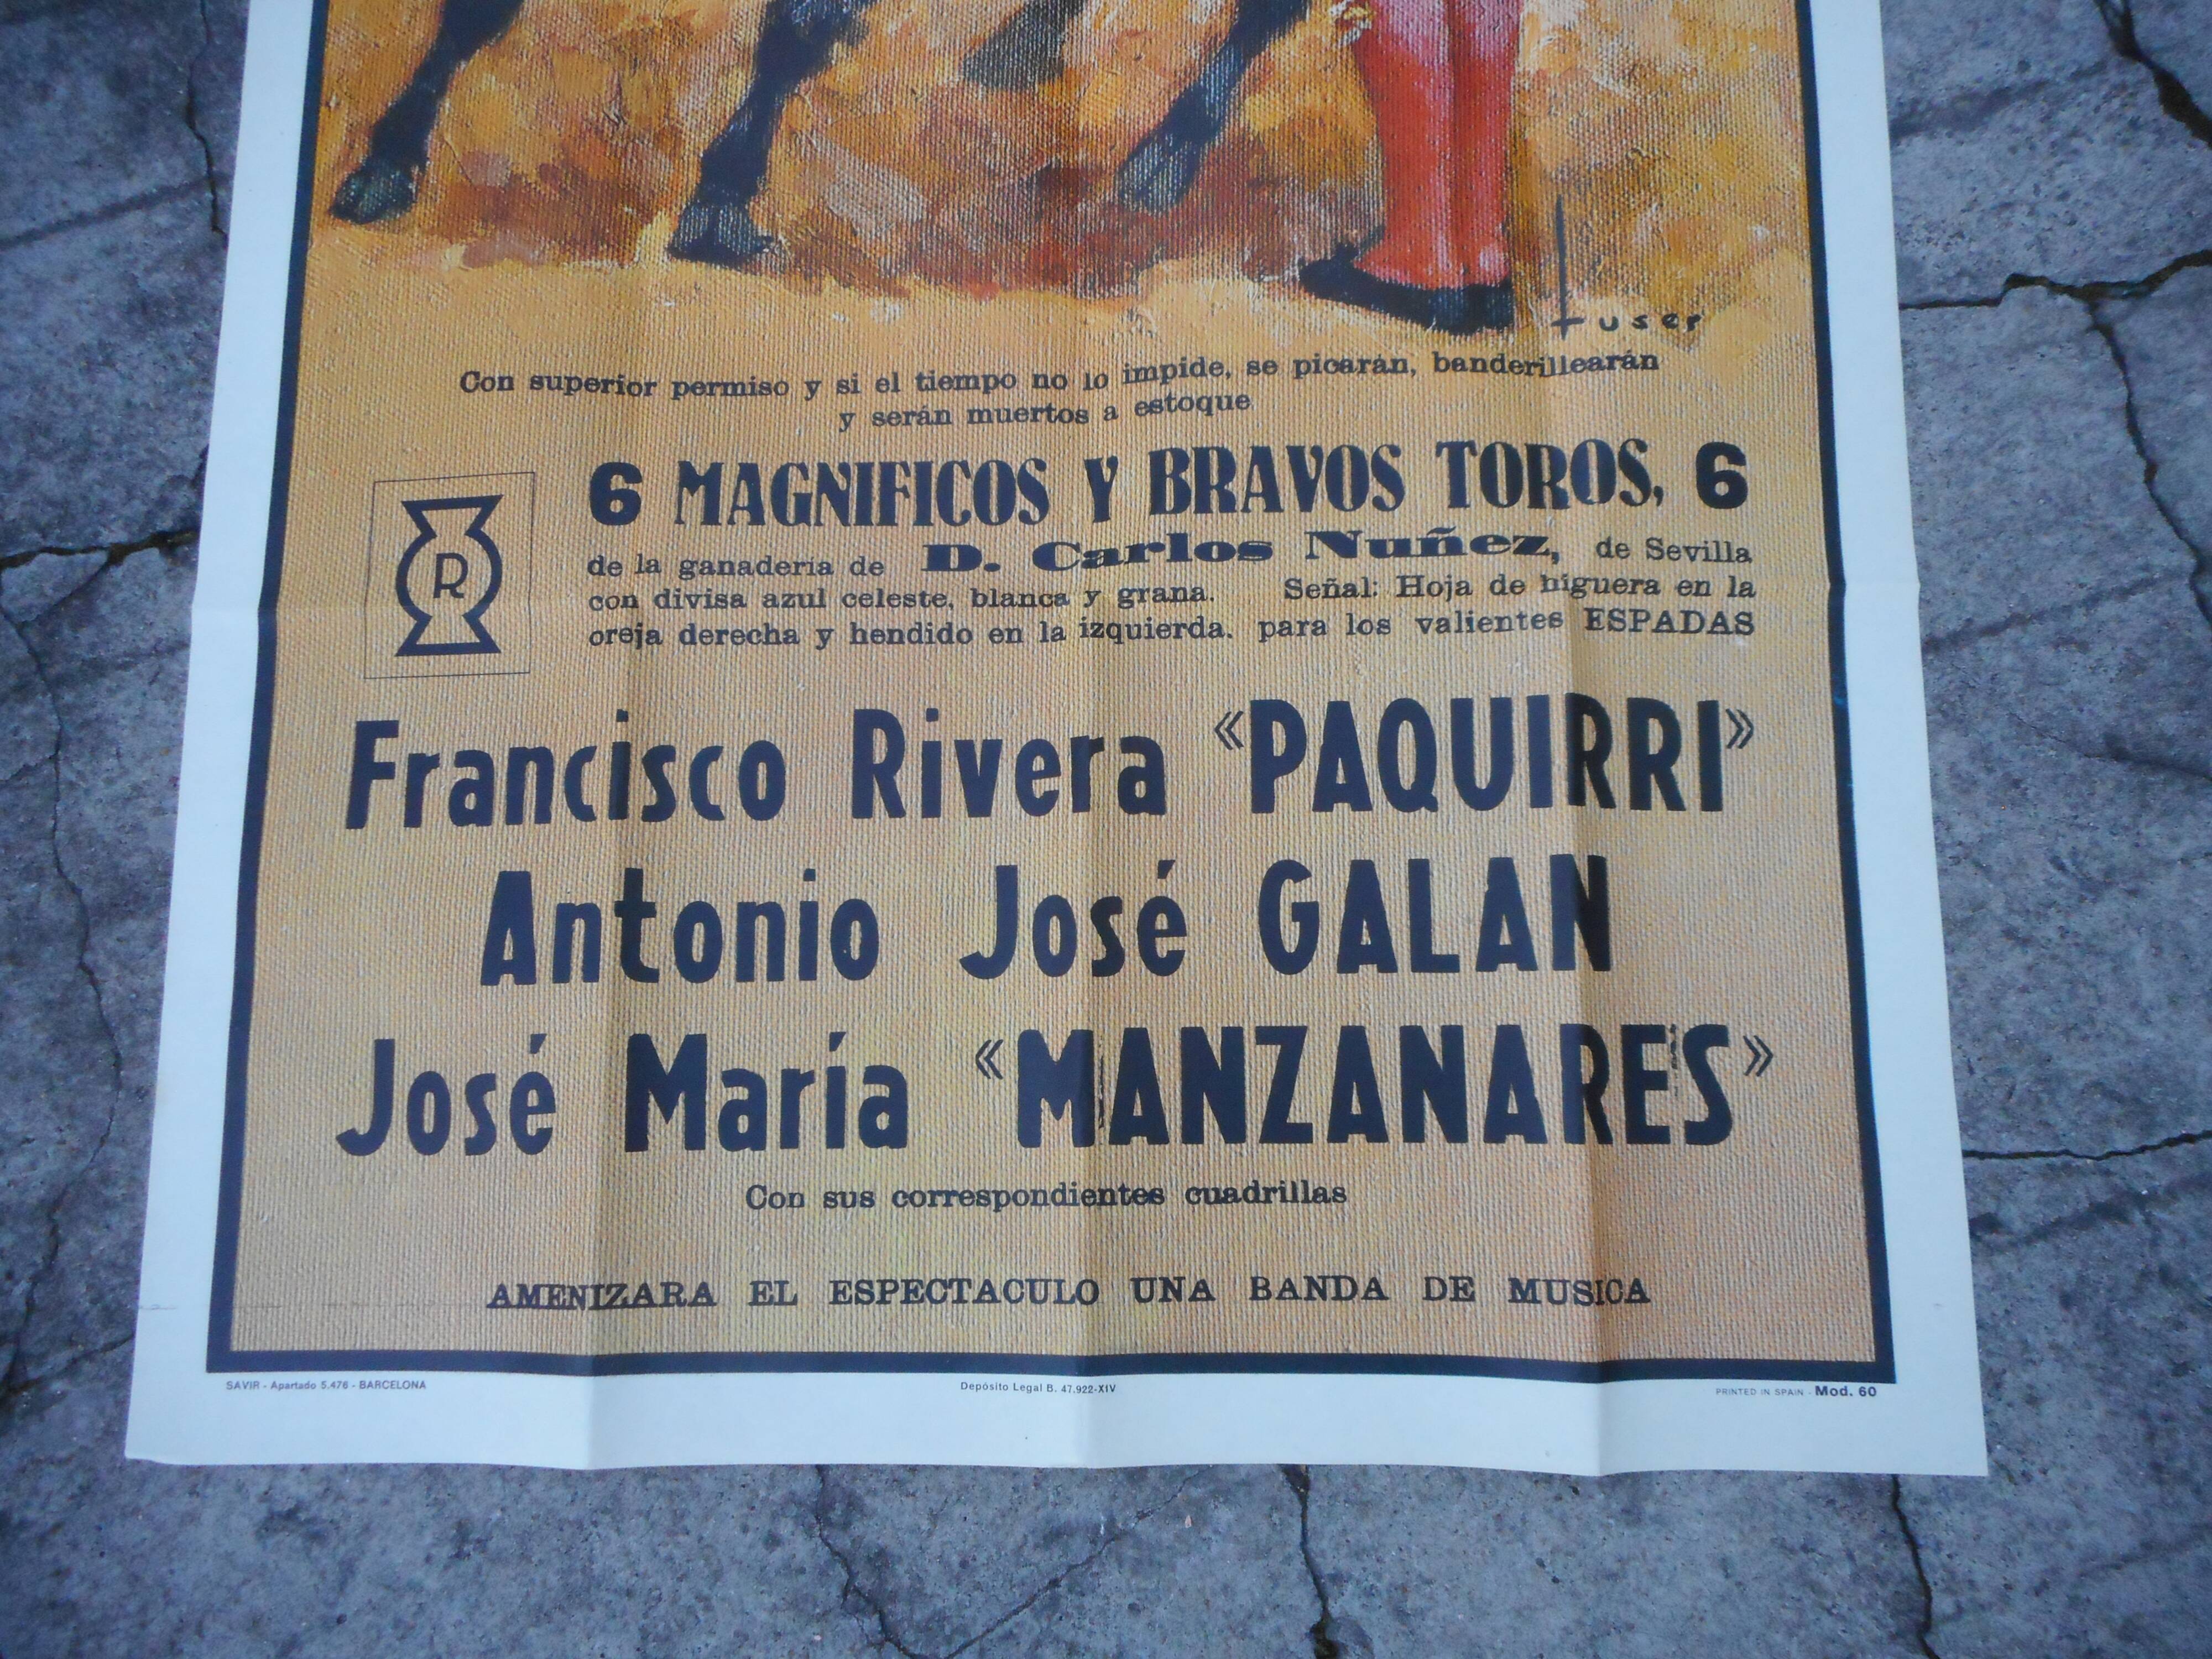 tuser
Con superior permiso y si el tiempo no lo impide, se picarán, banderillearán
y serán muertos a estoque
6 MAGNIFICOS Y BRAVOS TOROS, 6
R
de la ganaderia de D. Carlos Nuñez, de Sevilla
con divisa azul celeste, blanca y grana. Señal: Hoja de higuera en la
oreja derecha y hendido en la izquierda. para los valientes ESPADAS
Francisco Rivera «PAQUIRRI»
Antonio José GALAN
José María «MANZANARES»
Con sus correspondientes cuadrillas
AMENIZARA EL ESPECTACULO UNA BANDA DE MUSICA
SAVIR - Apartado 5.476 - BARCELONA
Depósito Legal B. 47.922-XIV
PRINTED IN SPAIN - Mod. 60